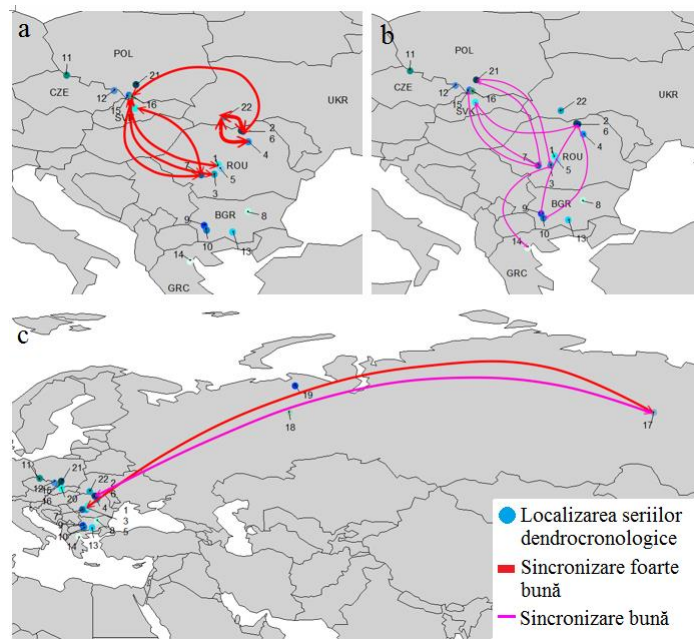 a
11
POL
21
CZE
12
16
15
SVK
22
UKR
2
6
4
ROU
7
1
5
3
BGR
9
8
10
13
14
GRC
b
11
POL
21
CZE
12
16
15
SVK
22
UKR
2
6
4
1
7
ROU
5
3
BGR
9
8
10
13
14
GRC
c
19
18
17
11
21
12
15
22
2
6
16
20
4
1
7
3
9
8
5
10
14
13
Localizarea seriilor
dendrocronologice
Sincronizare foarte
bună
Sincronizare bună